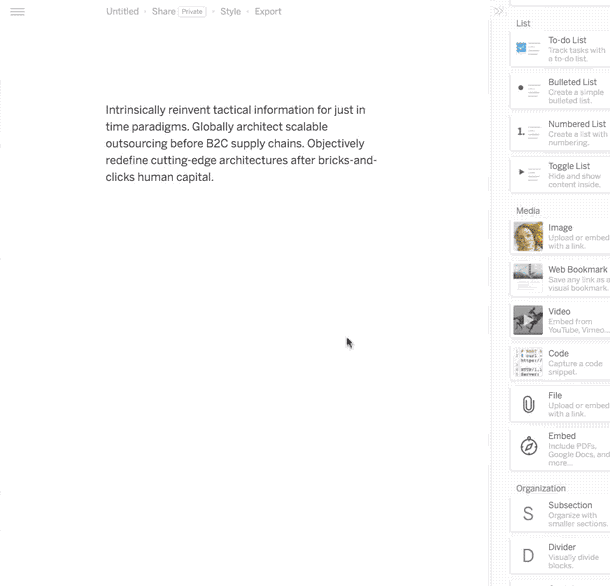 Untitled · Share Private · Style · Export
Intrinsically reinvent tactical information for just in
time paradigms. Globally architect scalable
outsourcing before B2C supply chains. Objectively
redefine cutting-edge architectures after bricks-and-
clicks human capital.
List
To-do List
Track tasks with
a to-do list.
Bulleted List
Create a simple
bulleted list.
1. Numbered List
Create a list with
numbering.
Toggle List
Hide and show
content inside.
Media
Image
Upload or embed
with a link.
Web Bookmark
Save any link as a
visual bookmark.
Video
Embed from
YouTube, Vimeo...
Code
Capture a code
snippet.
File
Upload or embed
with a link.
Embed
Include PDFs,
Google Docs, and
more...
Organization
S Subsection
Organize with
smaller sections.
D Divider
Visually divide
blocks.